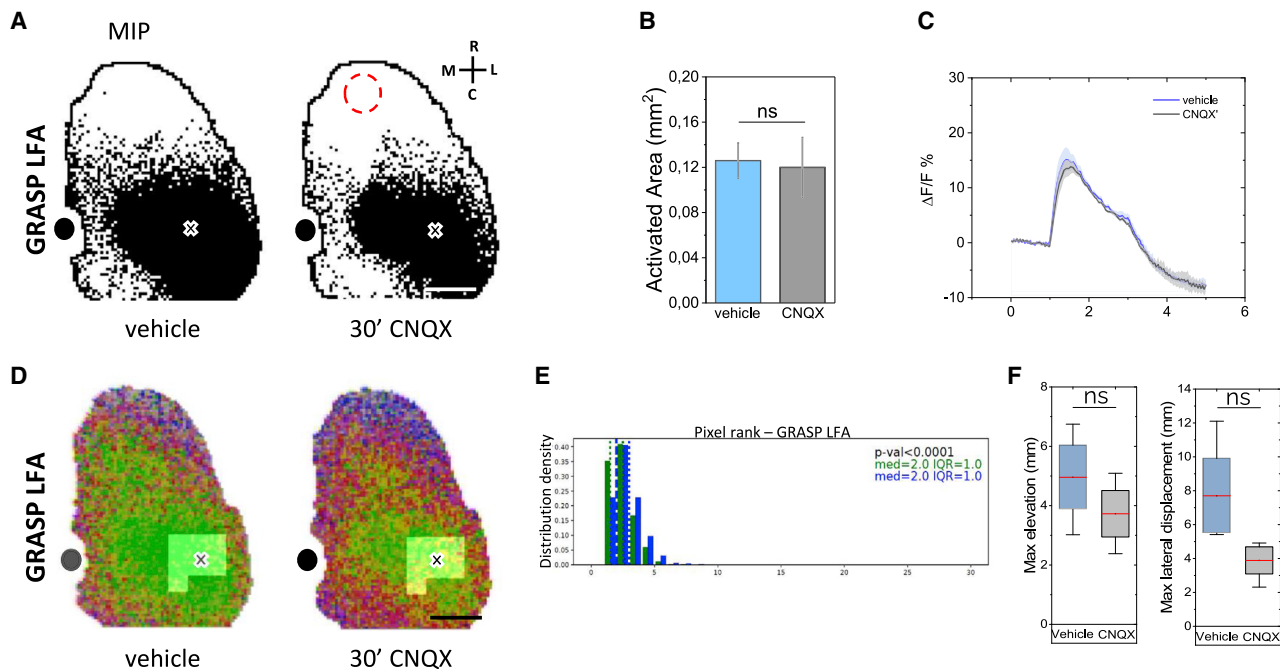 A
MIP
R
M L
C
GRASP LFA
vehicle
30' CNQX
B
Activated Area (mm²)
0,20
0,16
0,12
0,08
0,04
0,00
ns
vehicle
CNQX
C
ΔF/F %
30
20
10
0
-10
0
2
4
6
vehicle
CNQX'
D
GRASP LFA
vehicle
30' CNQX
E
Pixel rank – GRASP LFA
Distribution density
0.40
0.35
0.30
0.25
0.20
0.15
0.10
0.05
0.00
p-val<0.0001
med=2.0 IQR=1.0
med=2.0 IQR=1.0
0
5
10
15
20
25
30
F
Max elevation (mm)
8
6
4
2
0
ns
Vehicle
CNQX
Max lateral displacement (mm)
14
12
10
8
6
4
2
0
ns
Vehicle
CNQX